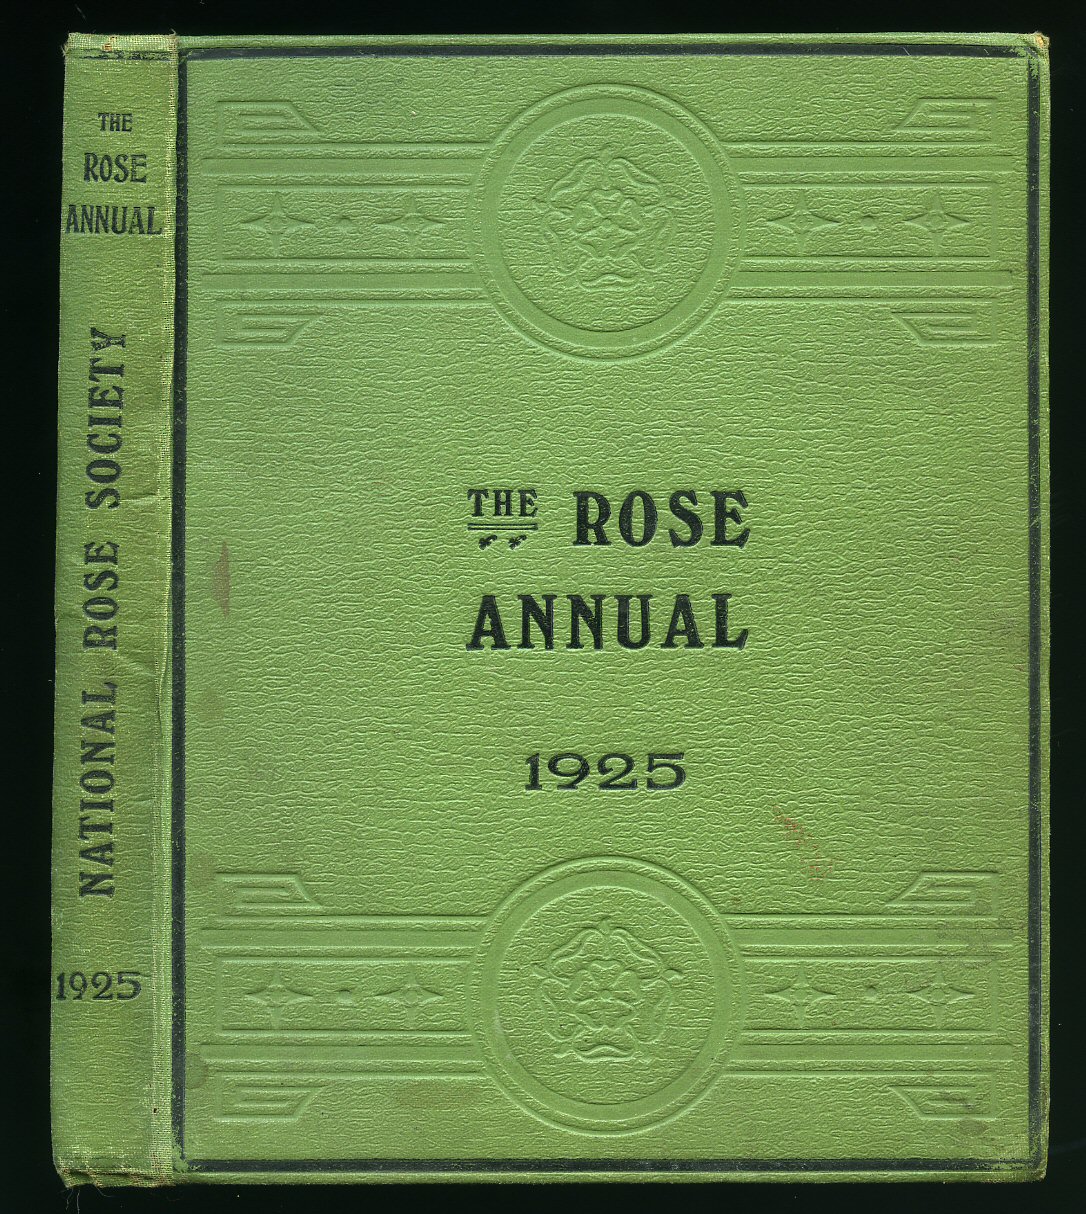 THE
ROSE
ANNUAL
NATIONAL ROSE SOCIETY
1925
THE ROSE
ANNUAL
1925